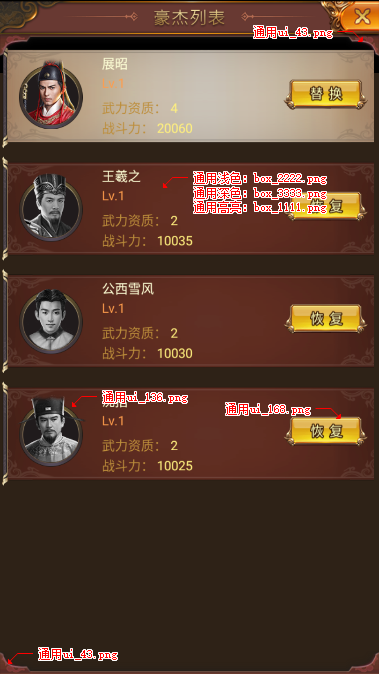 豪杰列表
通用ui_43.png
展昭
Lv.1
武力资质： 4
战斗力： 20060
替 换
王羲之
Lv.1
武力资质： 2
战斗力： 10035
通用浅色：box_2222.png
通用深色：box_3333.png
通用高亮：box_1111.png
恢 复
公西雪风
Lv.1
武力资质： 2
战斗力： 10030
恢 复
通用ui_136.png
Lv.1
武力资质： 2
战斗力： 10025
通用ui_168.png
恢 复
通用ui_43.png